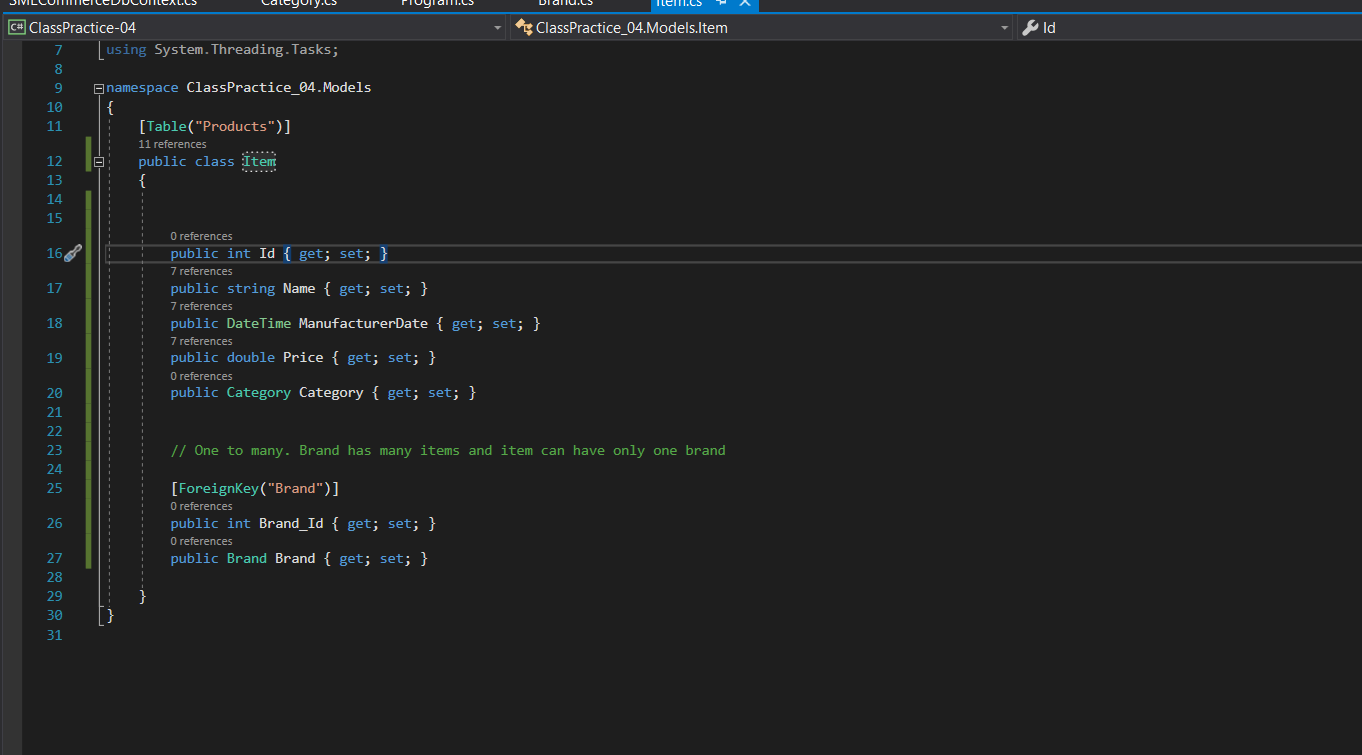 SMECommerceDbContext.cs Category.cs Program.cs Brand.cs Item.cs
C# ClassPractice-04 ClassPractice_04.Models.Item Id
7 using System.Threading.Tasks;
8
9 namespace ClassPractice_04.Models
10 {
11 [Table("Products")]
11 references
12 public class Item
13 {
14
15
0 references
16 public int Id { get; set; }
7 references
17 public string Name { get; set; }
7 references
18 public DateTime ManufacturerDate { get; set; }
7 references
19 public double Price { get; set; }
0 references
20 public Category Category { get; set; }
21
22
23 // One to many. Brand has many items and item can have only one brand
24
25 [ForeignKey("Brand")]
0 references
26 public int Brand_Id { get; set; }
0 references
27 public Brand Brand { get; set; }
28
29 }
30 }
31